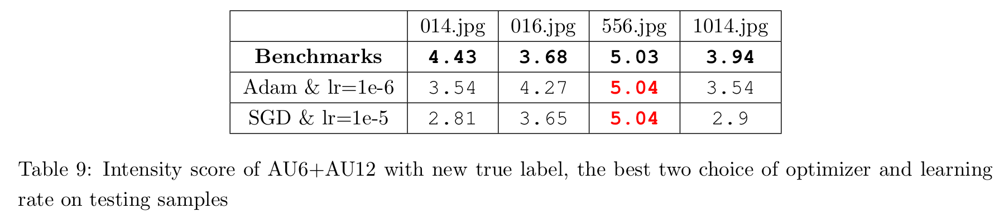 014.jpg 016.jpg 556.jpg 1014.jpg
Benchmarks 4.43 3.68 5.03 3.94
Adam & lr=1e-6 3.54 4.27 5.04 3.54
SGD & lr=1e-5 2.81 3.65 5.04 2.9
Table 9: Intensity score of AU6+AU12 with new true label, the best two choice of optimizer and learning
rate on testing samples